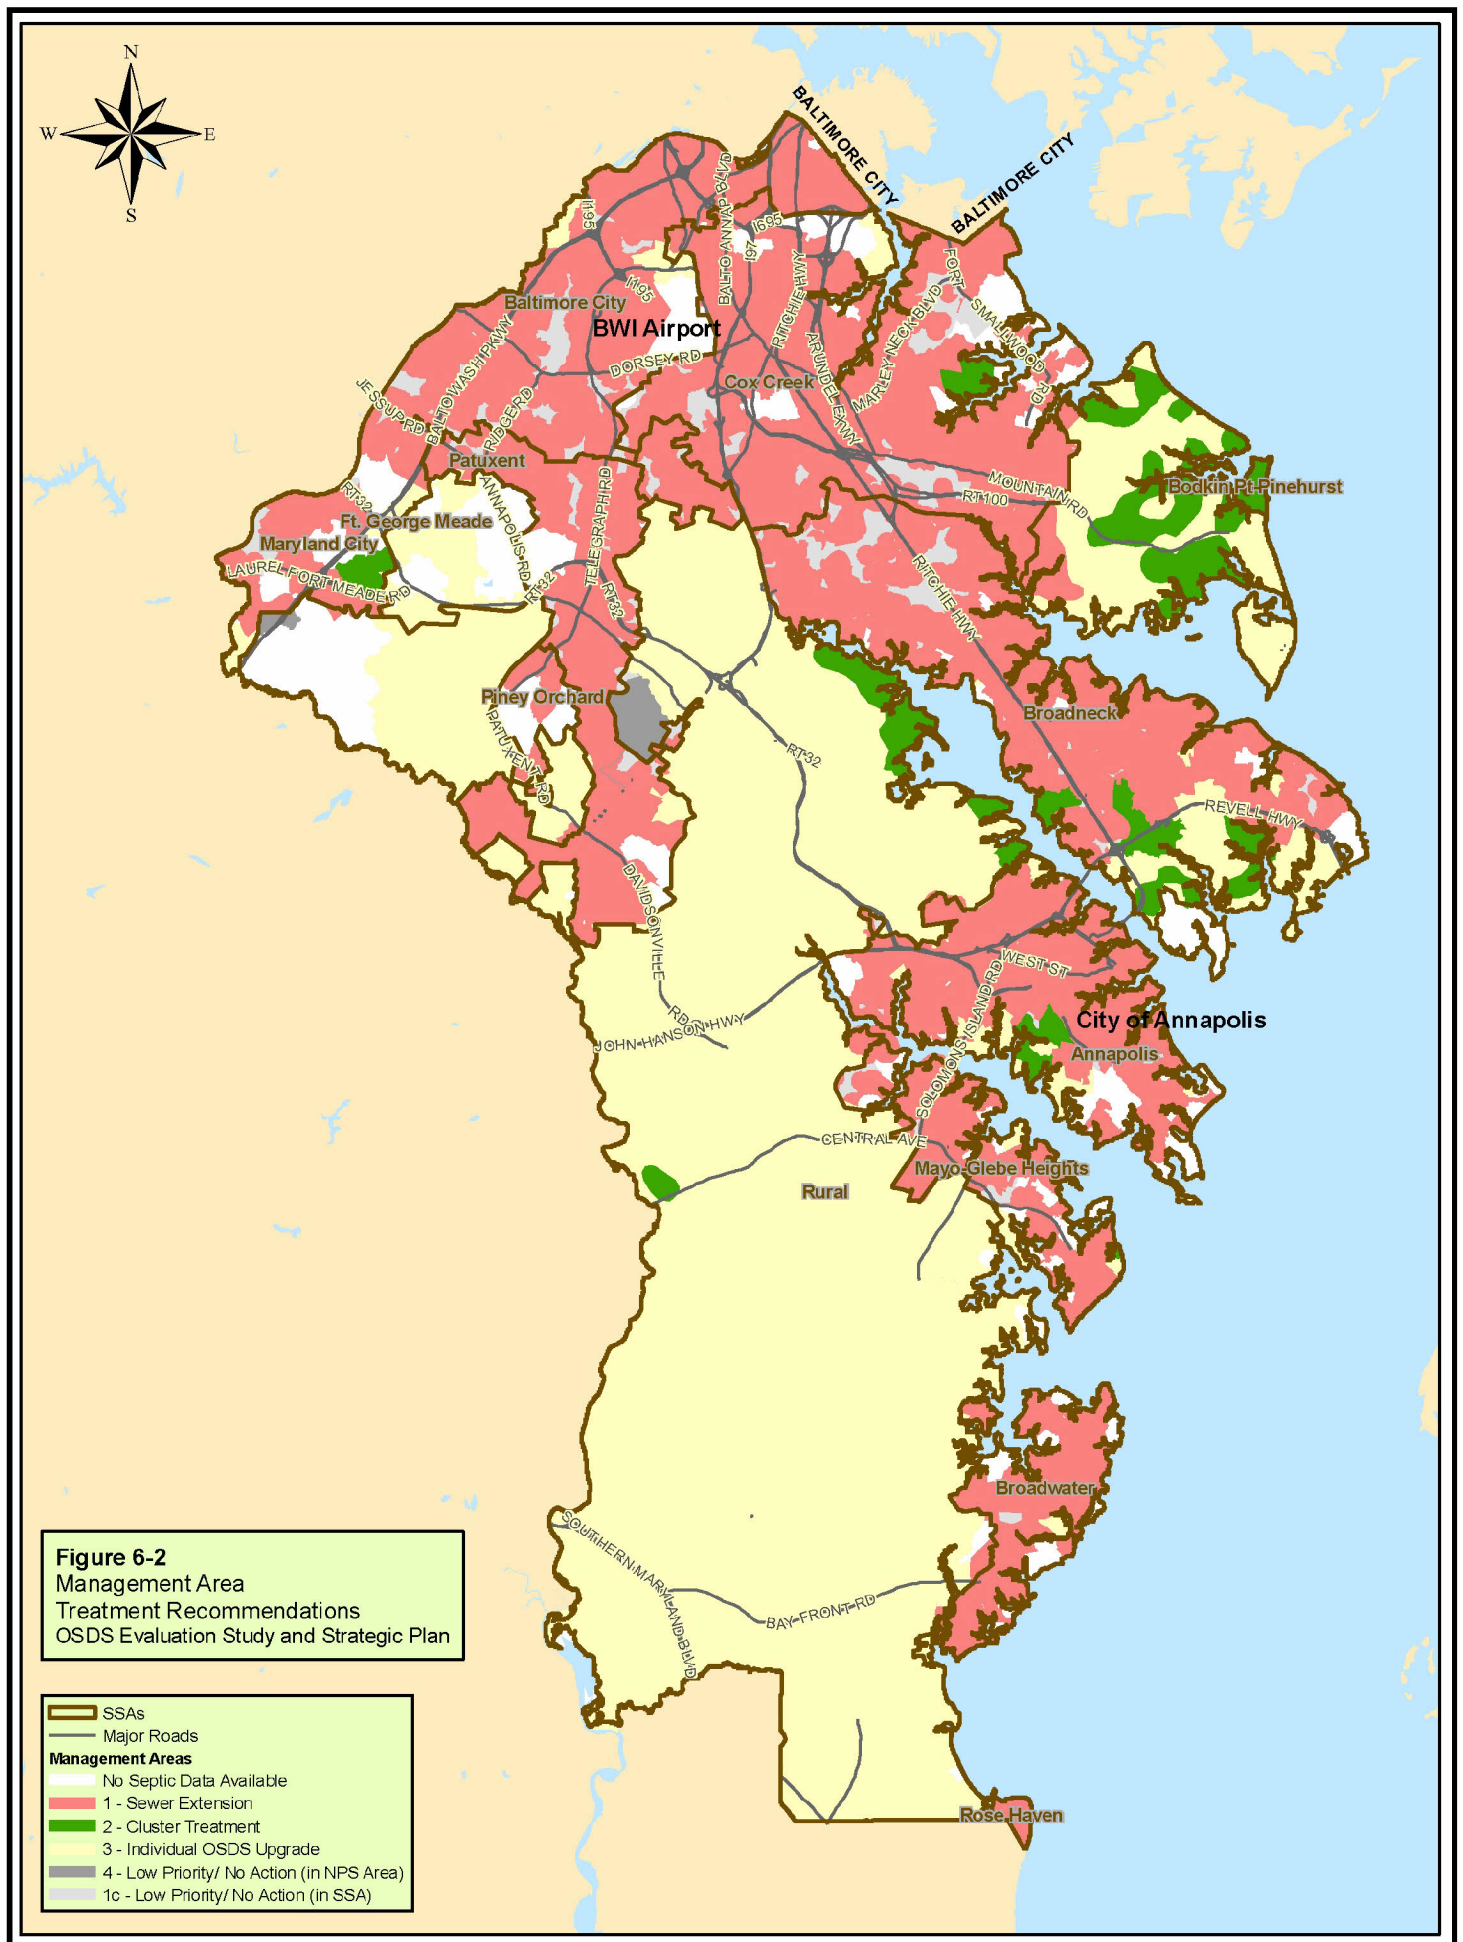 N
W
E
S
BALTIMORE CITY
BALTIMORE CITY
BALTO ANNAP BLVD
I195
I695
I97
RITCHIE HWY
FORT SMALLWOOD RD
I195
Baltimore City
BWI Airport
MARLEY NECK BLVD
BALTO WASH PKWY
DORSEY RD
ARUNDEL EXWY
Cox Creek
JESSUP RD
RIDGE RD
Patuxent
TELEGRAPH RD
ANNAPOLIS RD
MOUNTAIN RD
RT100
Bodkin Pt-Pinehurst
RT32
Ft. George Meade
Maryland City
LAUREL FORT MEADE RD
RT32
RT32
RITCHIE HWY
Piney Orchard
PATUXENT RD
Broadneck
RT32
REVELL HWY
DAVIDSONVILLE RD
WEST ST
SOLOMONS ISLAND RD
JOHN HANSON HWY
City of Annapolis
Annapolis
CENTRAL AVE
Mayo-Glebe Heights
Rural
Broadwater
SOUTHERN MARYLAND BLVD
BAY FRONT RD
Rose Haven
Figure 6-2
Management Area
Treatment Recommendations
OSDS Evaluation Study and Strategic Plan
SSAs
Major Roads
Management Areas
No Septic Data Available
1 - Sewer Extension
2 - Cluster Treatment
3 - Individual OSDS Upgrade
4 - Low Priority/ No Action (in NPS Area)
1c - Low Priority/ No Action (in SSA)